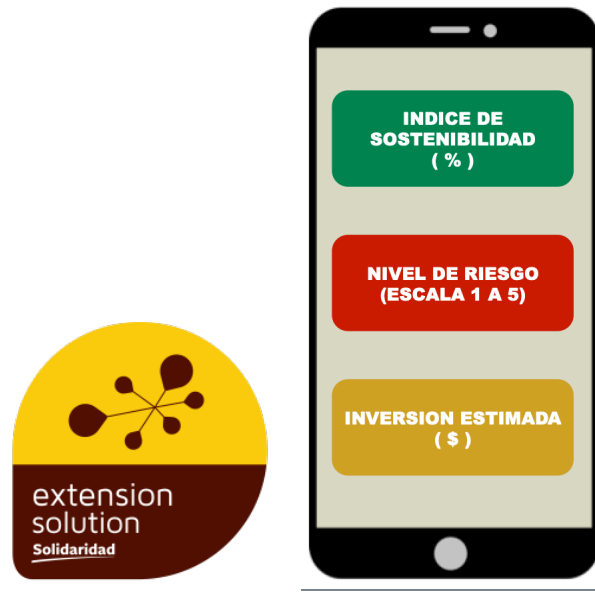 INDICE DE
SOSTENIBILIDAD
( % )
NIVEL DE RIESGO
(ESCALA 1 A 5)
INVERSION ESTIMADA
( $ )
extension
solution
Solidaridad